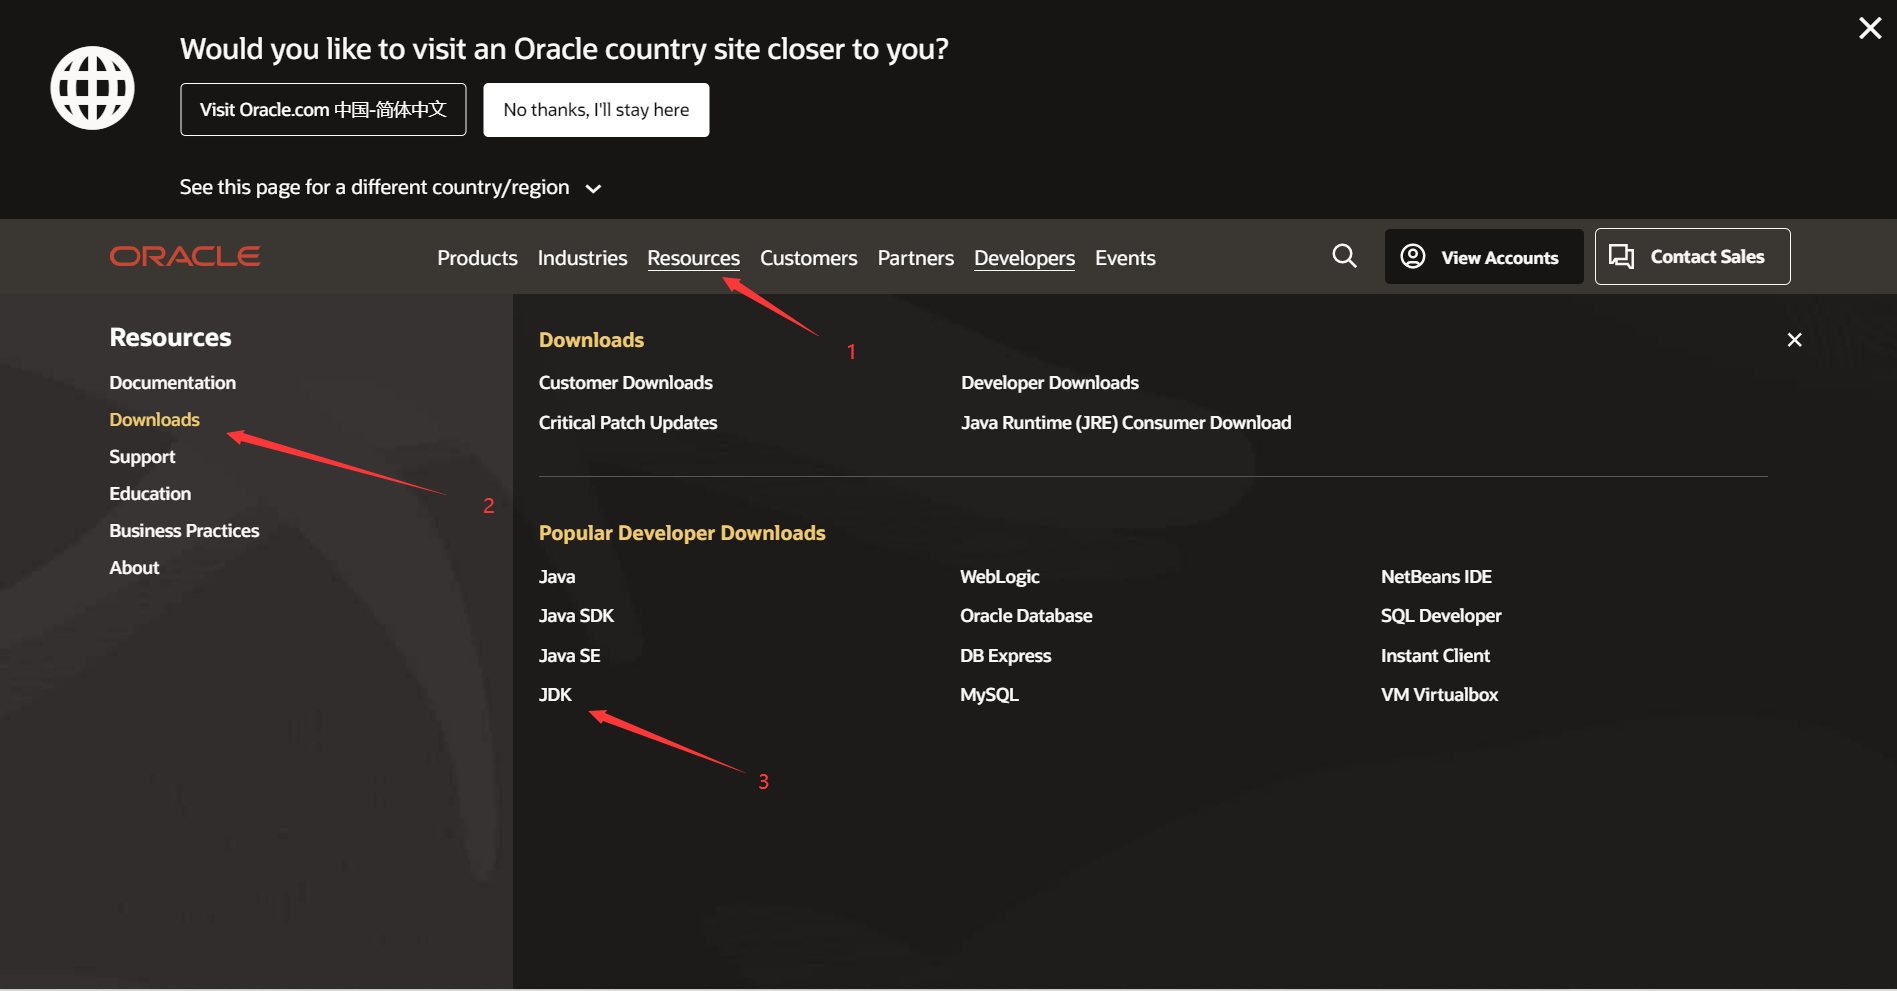 Would you like to visit an Oracle country site closer to you?
Visit Oracle.com 中国-简体中文
No thanks, I'll stay here
See this page for a different country/region
ORACLE
Products Industries Resources Customers Partners Developers Events
View Accounts
Contact Sales
1
Resources
Documentation
Downloads
Support
Education
Business Practices
About
2
Downloads
Customer Downloads
Developer Downloads
Critical Patch Updates
Java Runtime (JRE) Consumer Download
Popular Developer Downloads
Java
Java SDK
Java SE
JDK
WebLogic
Oracle Database
DB Express
MySQL
NetBeans IDE
SQL Developer
Instant Client
VM Virtualbox
3